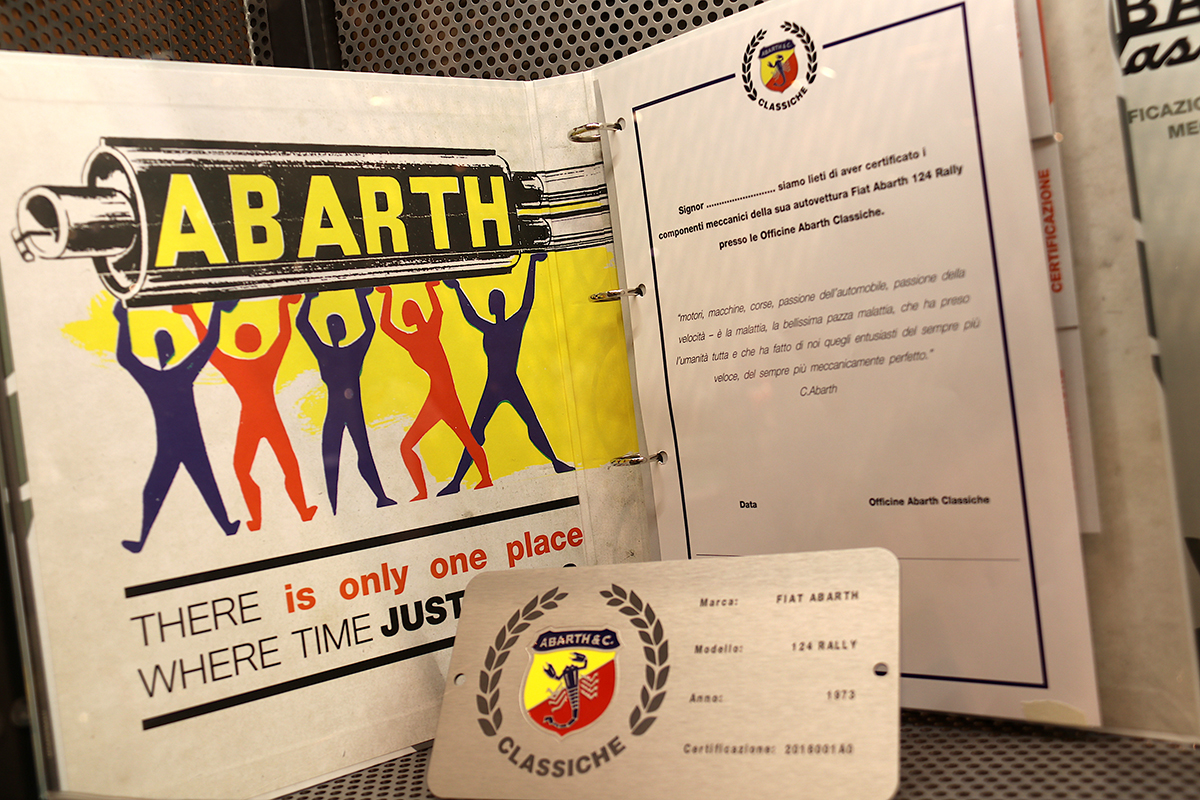 ABARTH
THERE is only one place
WHERE TIME JUST
ABARTH & C.
CLASSICHE
Signor .......................... siamo lieti di aver certificato i
componenti meccanici della sua autovettura Fiat Abarth 124 Rally
presso le Officine Abarth Classiche.
"motori, macchine, corse, passione dell'automobile, passione della
velocità – è la malattia, la bellissima pazza malattia, che ha preso
l'umanità tutta e che ha fatto di noi quegli entusiasti del sempre più
veloce, del sempre più meccanicamente perfetto."
C.Abarth
Data
Officine Abarth Classiche
CERTIFICAZIONE
ABARTH & C.
CLASSICHE
Marca: FIAT ABARTH
Modello: 124 RALLY
Anno: 1973
Certificazione: